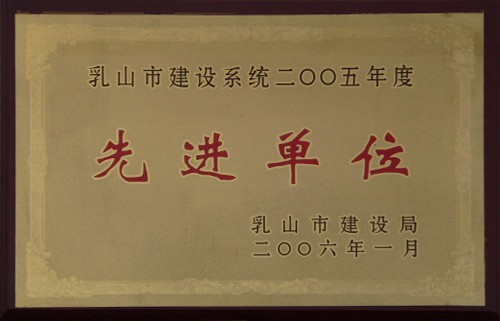 乳山市建设系统二〇〇五年度
先进单位
乳山市建设局
二〇〇六年一月